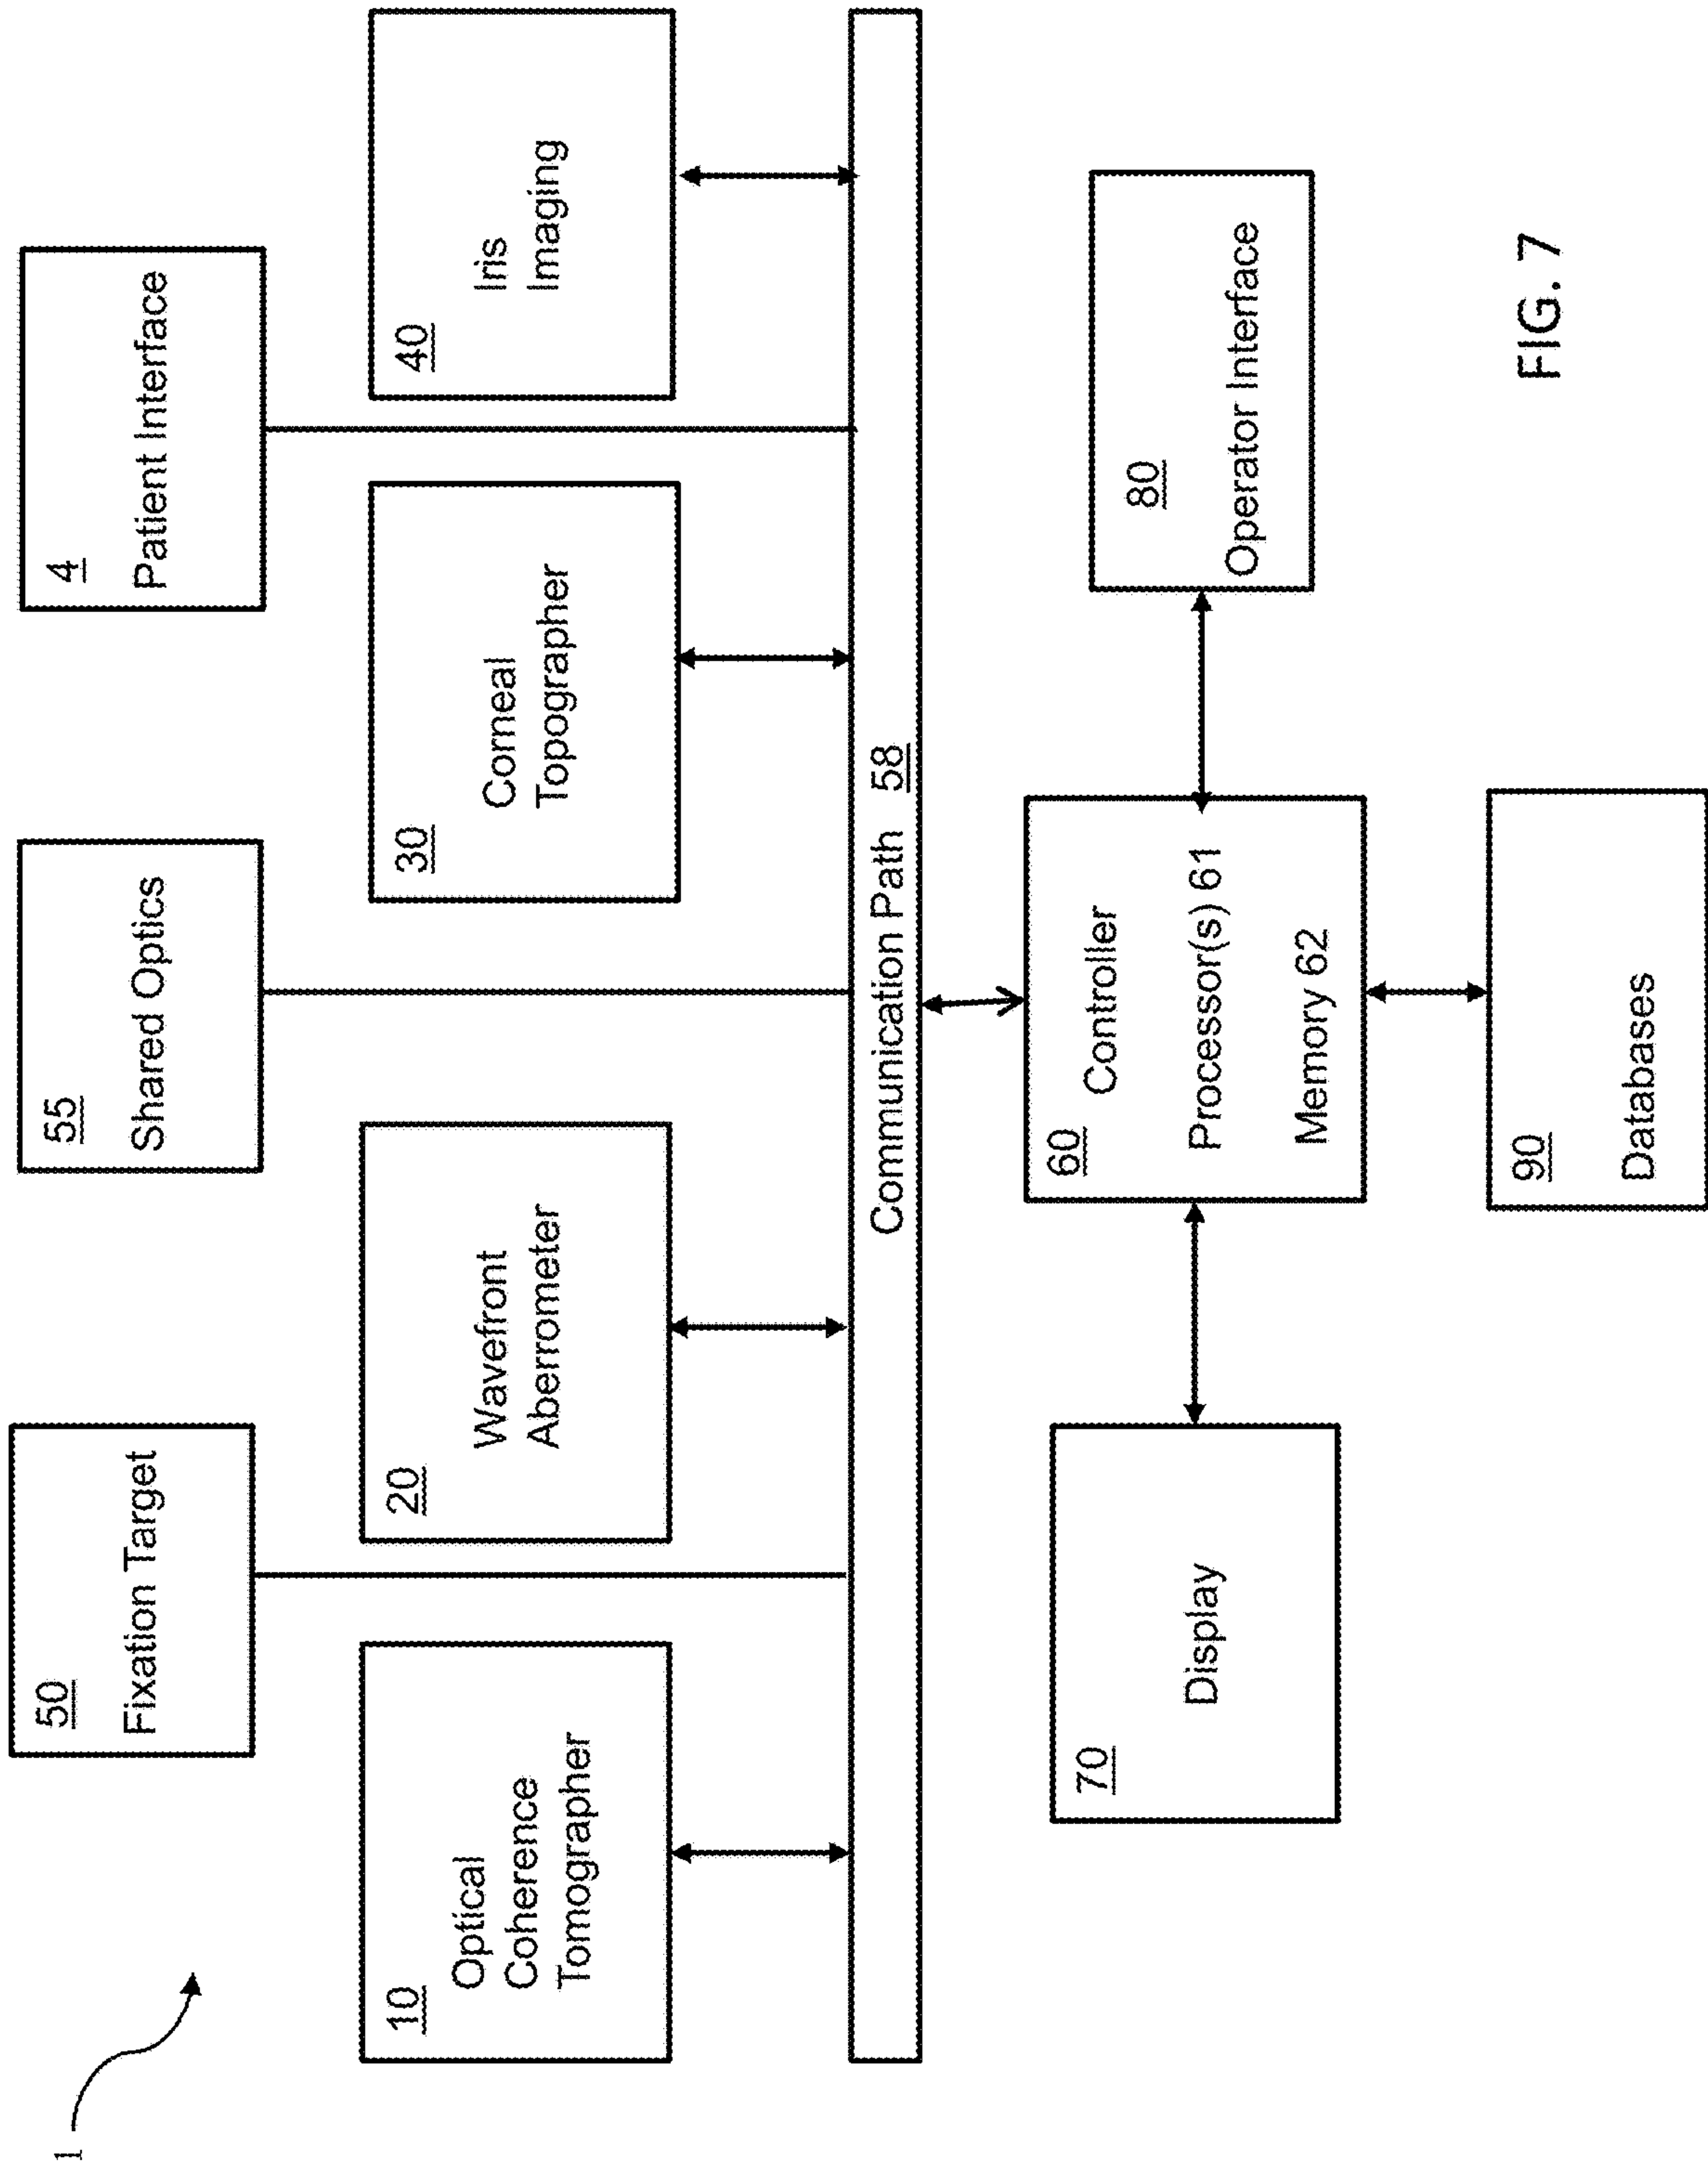 1
50
Fixation Target
55
Shared Optics
4
Patient Interface
10
Optical
Coherence
Tomographer
20
Wavefront
Aberrometer
30
Corneal
Topographer
40
Iris
Imaging
Communication Path 58
70
Display
60
Controller
Processor(s) 61
Memory 62
80
Operator Interface
90
Databases
FIG. 7